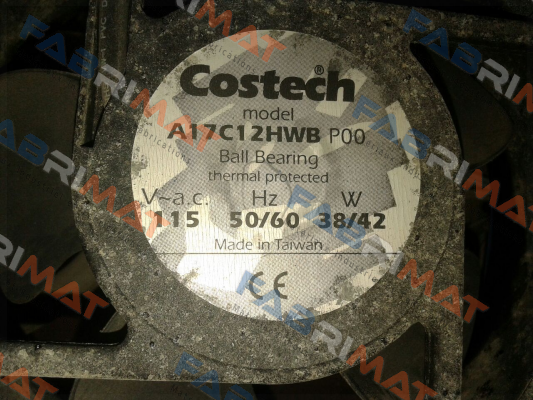 Costech®
model
A17C12HWB P00
Ball Bearing
thermal protected
V~a.c. Hz W
115 50/60 38/42
Made in Taiwan
CE
FABRIMAT
FABRIMAT
FABRIMAT
FABRIMAT
FABRIMAT
FABRIMAT